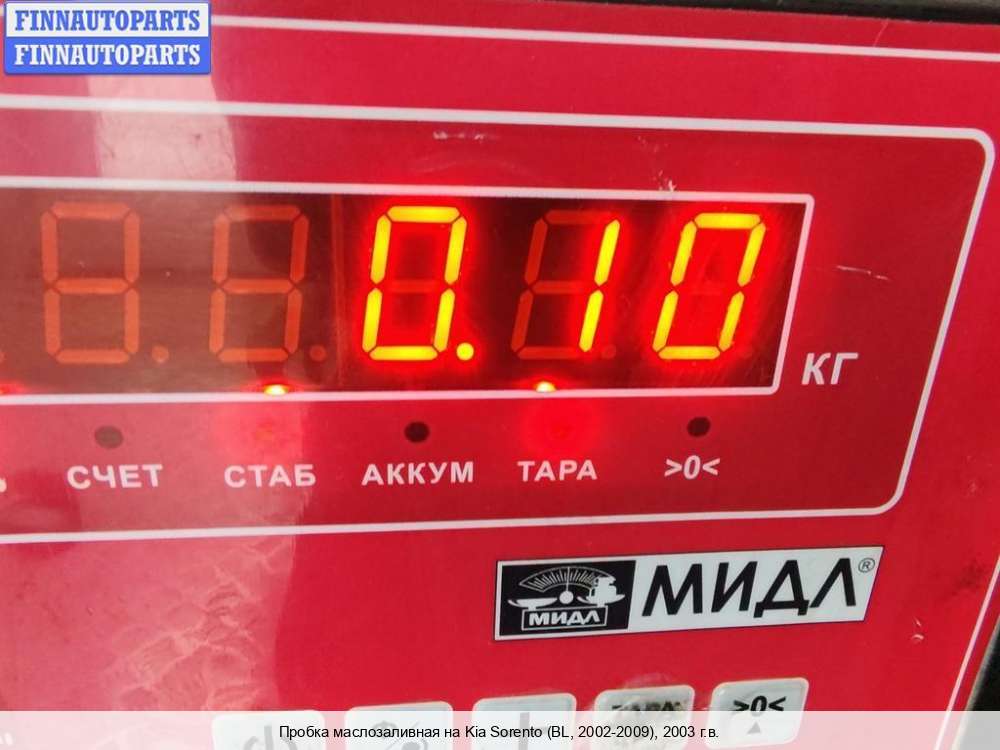 FINNAUTOPARTS
FINNAUTOPARTS
0.10
КГ
СЧЕТ СТАБ АККУМ ТАРА >0<
МИДЛ МИДЛ®
ТАРА >0<
Пробка маслозаливная на Kia Sorento (BL, 2002-2009), 2003 г.в.